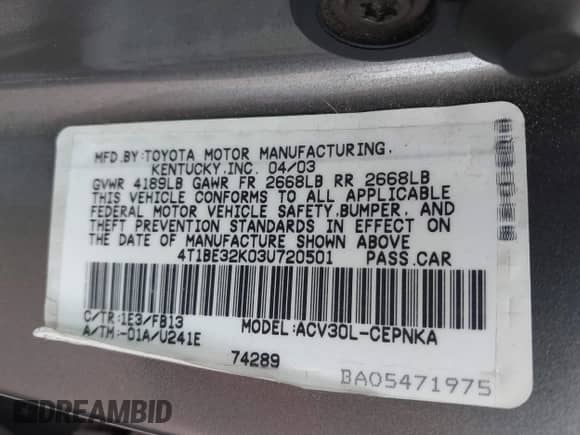 MFD.BY:TOYOTA MOTOR MANUFACTURING.
KENTUCKY,INC. 04/03
GVWR 4189LB GAWR FR 2668LB RR 2668LB
THIS VEHICLE CONFORMS TO ALL APPLICABLE
FEDERAL MOTOR VEHICLE SAFETY,BUMPER, AND
THEFT PREVENTION STANDARDS IN EFFECT ON
THE DATE OF MANUFACTURE SHOWN ABOVE
4T1BE32K03U720501 PASS.CAR
C/TR:1E3/FB13 MODEL:ACV30L-CEPNKA
A/TM:-01A/U241E
74289
BA05471975
DREAMBID